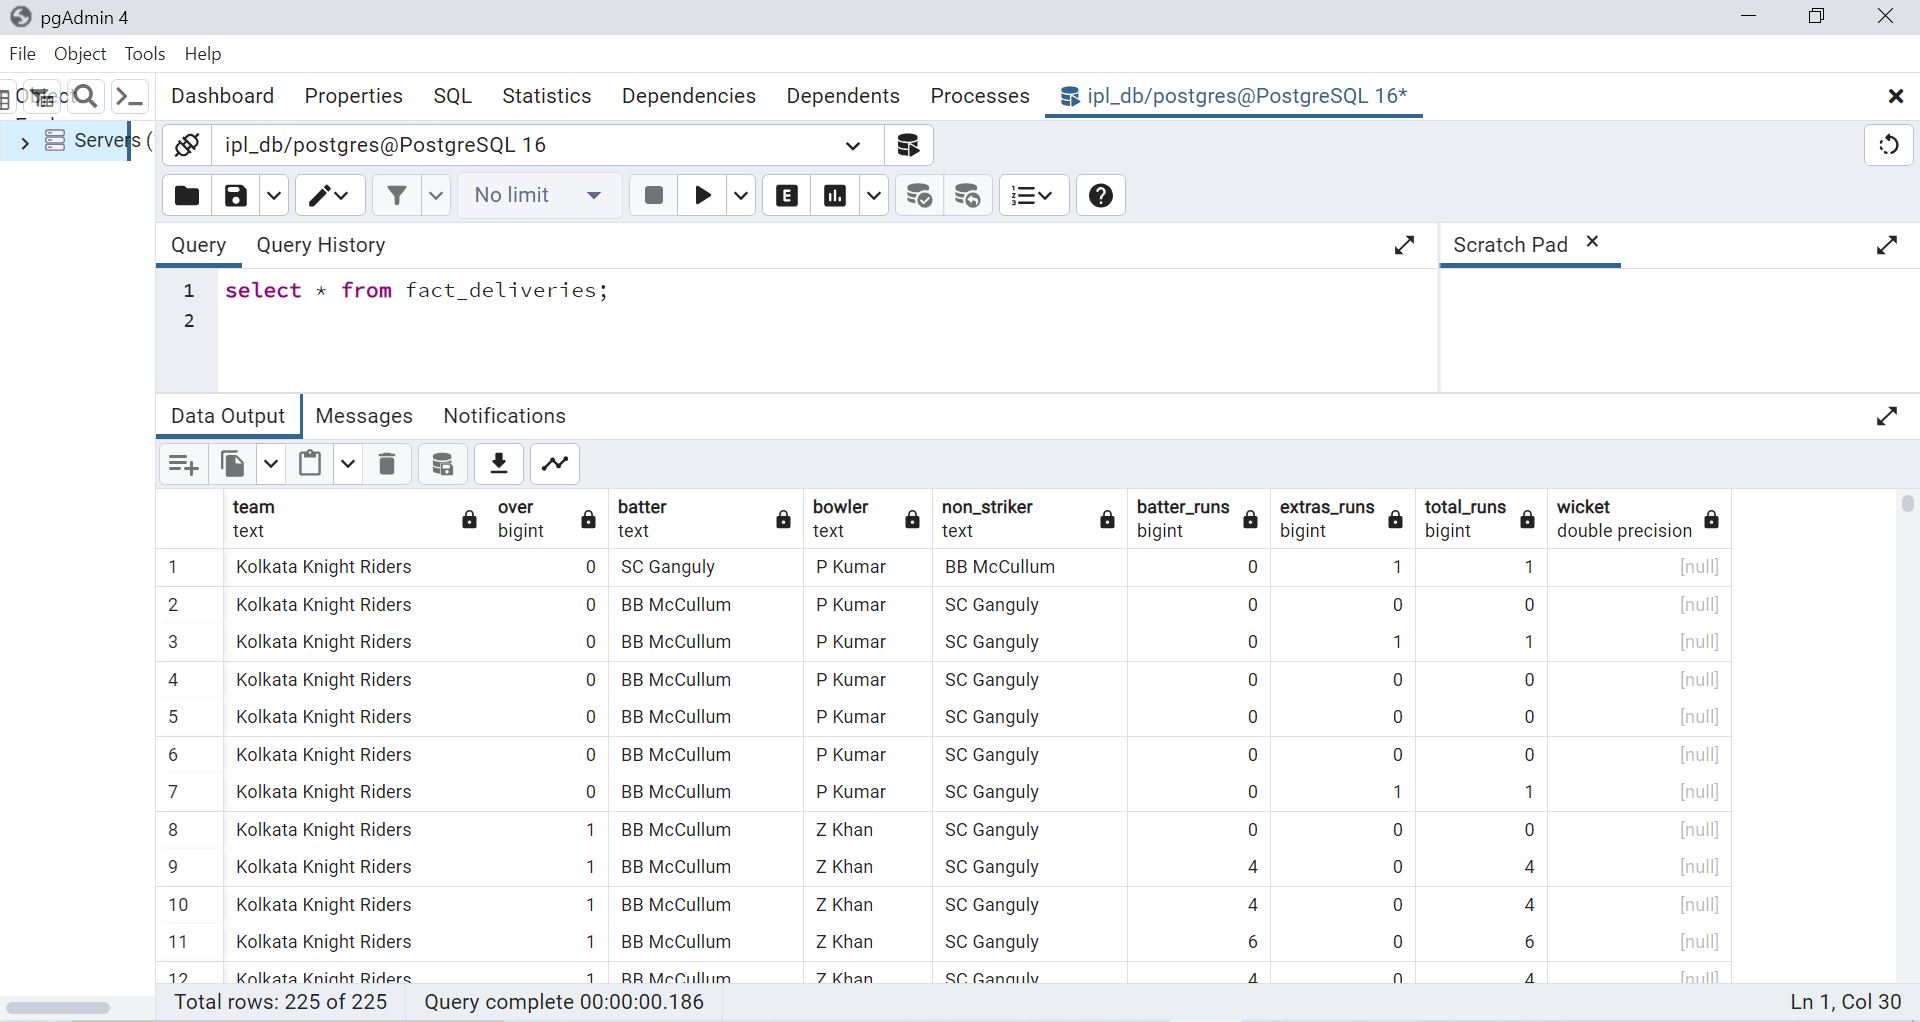 pgAdmin 4
File Object Tools Help
Dashboard Properties SQL Statistics Dependencies Dependents Processes ipl_db/postgres@PostgreSQL 16*
Servers (
ipl_db/postgres@PostgreSQL 16
No limit
Query Query History Scratch Pad
1 select * from fact_deliveries;
2
Data Output Messages Notifications
team over batter bowler non_striker batter_runs extras_runs total_runs wicket
text bigint text text text bigint bigint bigint double precision
1 Kolkata Knight Riders 0 SC Ganguly P Kumar BB McCullum 0 1 1 [null]
2 Kolkata Knight Riders 0 BB McCullum P Kumar SC Ganguly 0 0 0 [null]
3 Kolkata Knight Riders 0 BB McCullum P Kumar SC Ganguly 0 1 1 [null]
4 Kolkata Knight Riders 0 BB McCullum P Kumar SC Ganguly 0 0 0 [null]
5 Kolkata Knight Riders 0 BB McCullum P Kumar SC Ganguly 0 0 0 [null]
6 Kolkata Knight Riders 0 BB McCullum P Kumar SC Ganguly 0 0 0 [null]
7 Kolkata Knight Riders 0 BB McCullum P Kumar SC Ganguly 0 1 1 [null]
8 Kolkata Knight Riders 1 BB McCullum Z Khan SC Ganguly 0 0 0 [null]
9 Kolkata Knight Riders 1 BB McCullum Z Khan SC Ganguly 4 0 4 [null]
10 Kolkata Knight Riders 1 BB McCullum Z Khan SC Ganguly 4 0 4 [null]
11 Kolkata Knight Riders 1 BB McCullum Z Khan SC Ganguly 6 0 6 [null]
12 Kolkata Knight Riders 1 BB McCullum Z Khan SC Ganguly 4 0 4 [null]
Total rows: 225 of 225 Query complete 00:00:00.186 Ln 1, Col 30